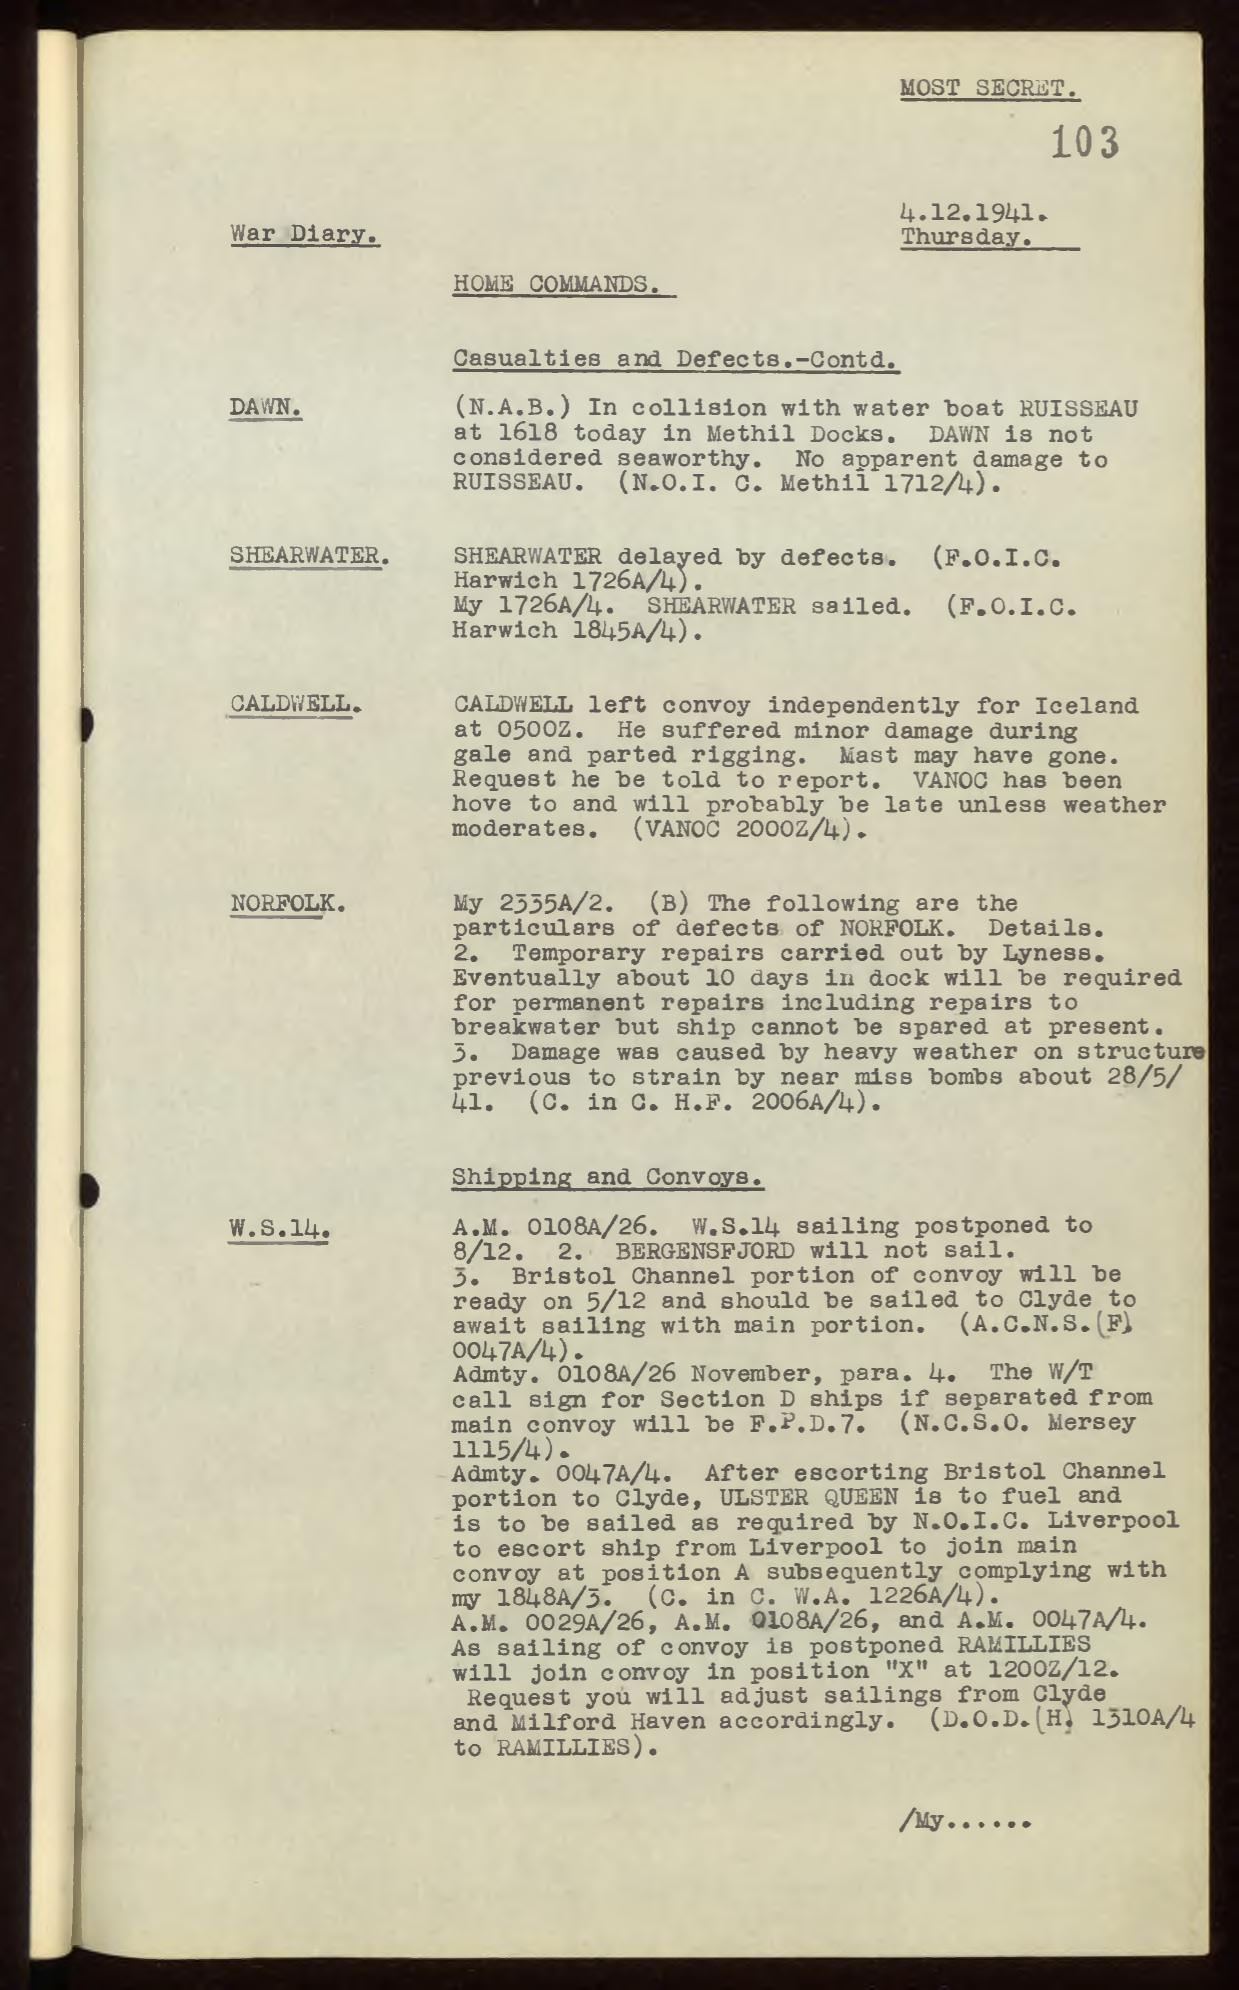 MOST SECRET.
103
4.12.1941.
War Diary.
Thursday.
HOME COMMANDS.
Casualties and Defects.-Contd.
DAWN.
(N.A.B.) In collision with water boat RUISSEAU
at 1618 today in Methil Docks. DAWN is not
considered seaworthy. No apparent damage to
RUISSEAU. (N.O.I. C. Methil 1712/4).
SHEARWATER.
SHEARWATER delayed by defects. (F.O.I.C.
Harwich 1726A/4).
My 1726A/4. SHEARWATER sailed. (F.O.I.C.
Harwich 1845A/4).
CALDWELL.
CALDWELL left convoy independently for Iceland
at 0500Z. He suffered minor damage during
gale and parted rigging. Mast may have gone.
Request he be told to report. VANOC has been
hove to and will probably be late unless weather
moderates. (VANOC 2000Z/4).
NORFOLK.
My 2335A/2. (B) The following are the
particulars of defects of NORFOLK. Details.
2. Temporary repairs carried out by Lyness.
Eventually about 10 days in dock will be required
for permanent repairs including repairs to
breakwater but ship cannot be spared at present.
3. Damage was caused by heavy weather on structure
previous to strain by near miss bombs about 28/5/
41. (C. in C. H.F. 2006A/4).
Shipping and Convoys.
W.S.14.
A.M. 0108A/26. W.S.14 sailing postponed to
8/12. 2. BERGENSFJORD will not sail.
3. Bristol Channel portion of convoy will be
ready on 5/12 and should be sailed to Clyde to
await sailing with main portion. (A.C.N.S.(F)
0047A/4).
Admty. 0108A/26 November, para. 4. The W/T
call sign for Section D ships if separated from
main convoy will be F.P.D.7. (N.C.S.O. Mersey
1115/4).
Admty. 0047A/4. After escorting Bristol Channel
portion to Clyde, ULSTER QUEEN is to fuel and
is to be sailed as required by N.O.I.C. Liverpool
to escort ship from Liverpool to join main
convoy at position A subsequently complying with
my 1848A/3. (C. in C. W.A. 1226A/4).
A.M. 0029A/26, A.M. 0108A/26, and A.M. 0047A/4.
As sailing of convoy is postponed RAMILLIES
will join convoy in position "X" at 1200Z/12.
Request you will adjust sailings from Clyde
and Milford Haven accordingly. (D.O.D.(H) 1310A/4
to RAMILLIES).
/My......